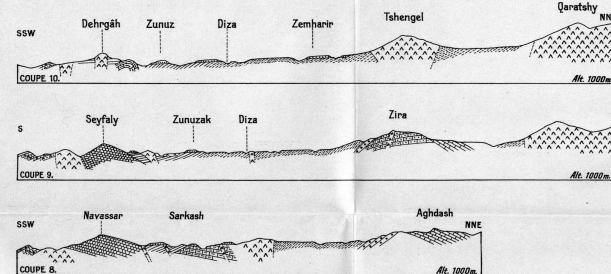 Qaratshy
Dehrgâh Zunuz Diza Zemharir Tshengel
SSW NN
COUPE 10. Alt. 1000m.
Seyfaly Zunuzak Diza Zira
S
COUPE 9. Alt. 1000m.
Navassar Sarkash Aghdash
SSW NNE
COUPE 8. Alt. 1000m.